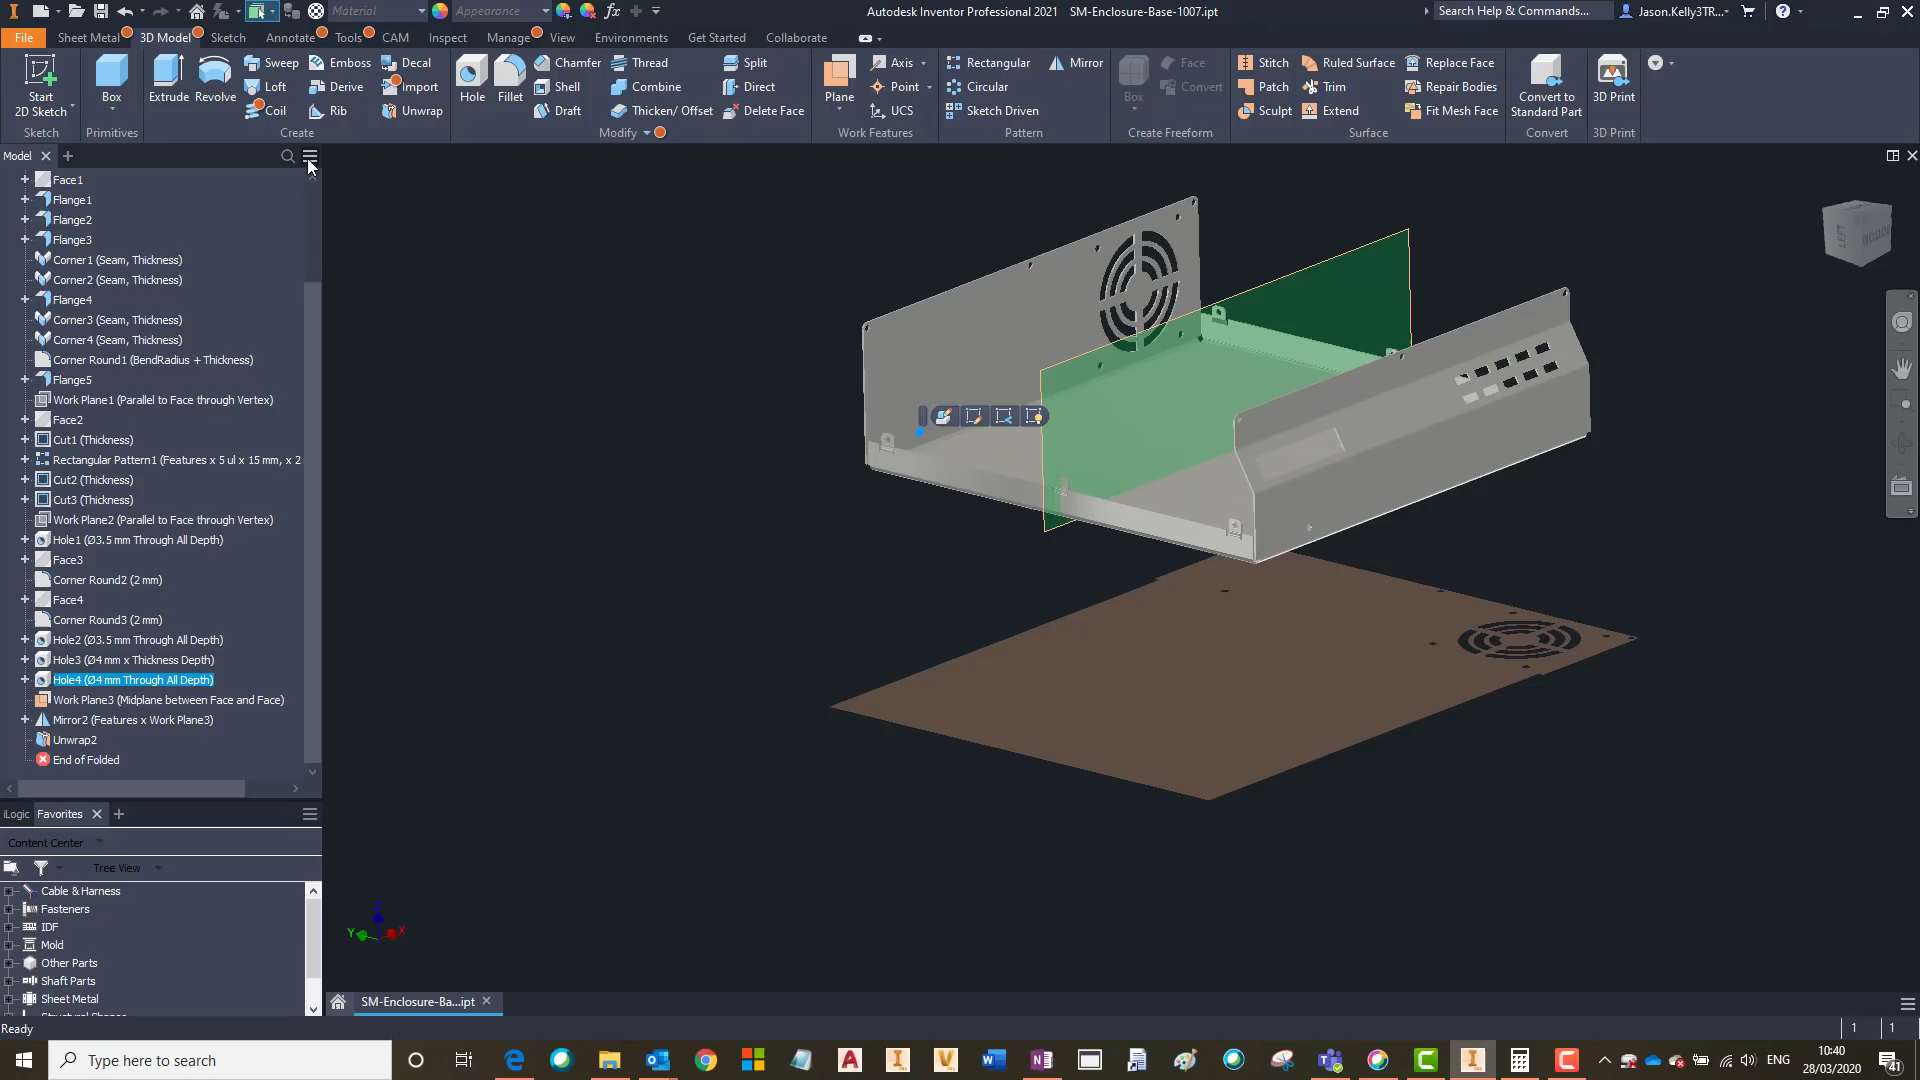 Material
Appearance
Autodesk Inventor Professional 2021 SM-Enclosure-Base-1007.ipt
Search Help & Commands...
Jason.Kelly3TR...
File
Sheet Metal
3D Model
Sketch
Annotate
Tools
CAM
Inspect
Manage
View
Environments
Get Started
Collaborate
Start
2D Sketch
Sketch
Box
Primitives
Extrude
Revolve
Sweep
Loft
Coil
Emboss
Derive
Rib
Decal
Import
Unwrap
Create
Hole
Fillet
Chamfer
Shell
Draft
Thread
Combine
Thicken/ Offset
Split
Direct
Delete Face
Modify
Plane
Axis
Point
UCS
Work Features
Rectangular
Circular
Sketch Driven
Mirror
Pattern
Box
Face
Convert
Create Freeform
Stitch
Patch
Sculpt
Ruled Surface
Trim
Extend
Replace Face
Repair Bodies
Fit Mesh Face
Surface
Convert to
Standard Part
Convert
3D Print
3D Print
Model
Face1
Flange1
Flange2
Flange3
Corner1 (Seam, Thickness)
Corner2 (Seam, Thickness)
Flange4
Corner3 (Seam, Thickness)
Corner4 (Seam, Thickness)
Corner Round1 (BendRadius + Thickness)
Flange5
Work Plane1 (Parallel to Face through Vertex)
Face2
Cut1 (Thickness)
Rectangular Pattern1 (Features x 5 ul x 15 mm, x 2
Cut2 (Thickness)
Cut3 (Thickness)
Work Plane2 (Parallel to Face through Vertex)
Hole1 (Ø3.5 mm Through All Depth)
Face3
Corner Round2 (2 mm)
Face4
Corner Round3 (2 mm)
Hole2 (Ø3.5 mm Through All Depth)
Hole3 (Ø4 mm x Thickness Depth)
Hole4 (Ø4 mm Through All Depth)
Work Plane3 (Midplane between Face and Face)
Mirror2 (Features x Work Plane3)
Unwrap2
End of Folded
iLogic
Favorites
Content Center
Tree View
Cable & Harness
Fasteners
IDF
Mold
Other Parts
Shaft Parts
Sheet Metal
LEFT
BOTTOM
Z
Y
X
SM-Enclosure-Ba...ipt
Ready
1
1
Type here to search
ENG
10:40
28/03/2020
41